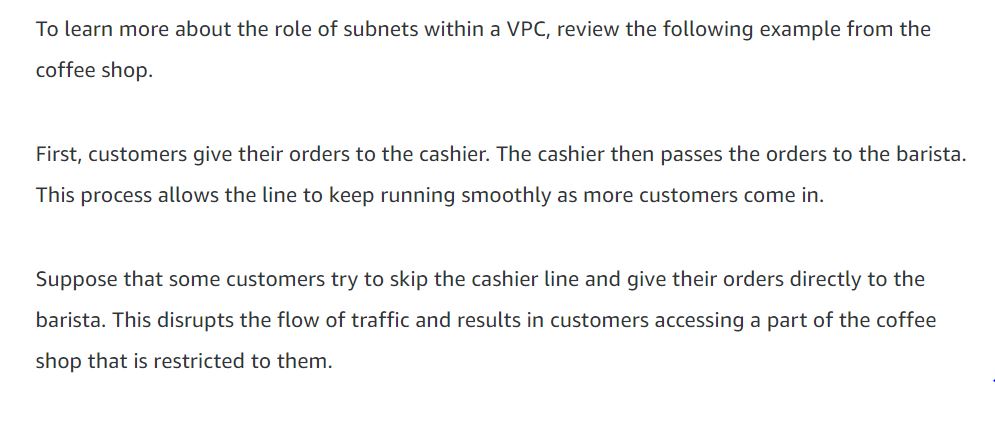 To learn more about the role of subnets within a VPC, review the following example from the
coffee shop.
First, customers give their orders to the cashier. The cashier then passes the orders to the barista.
This process allows the line to keep running smoothly as more customers come in.
Suppose that some customers try to skip the cashier line and give their orders directly to the
barista. This disrupts the flow of traffic and results in customers accessing a part of the coffee
shop that is restricted to them.